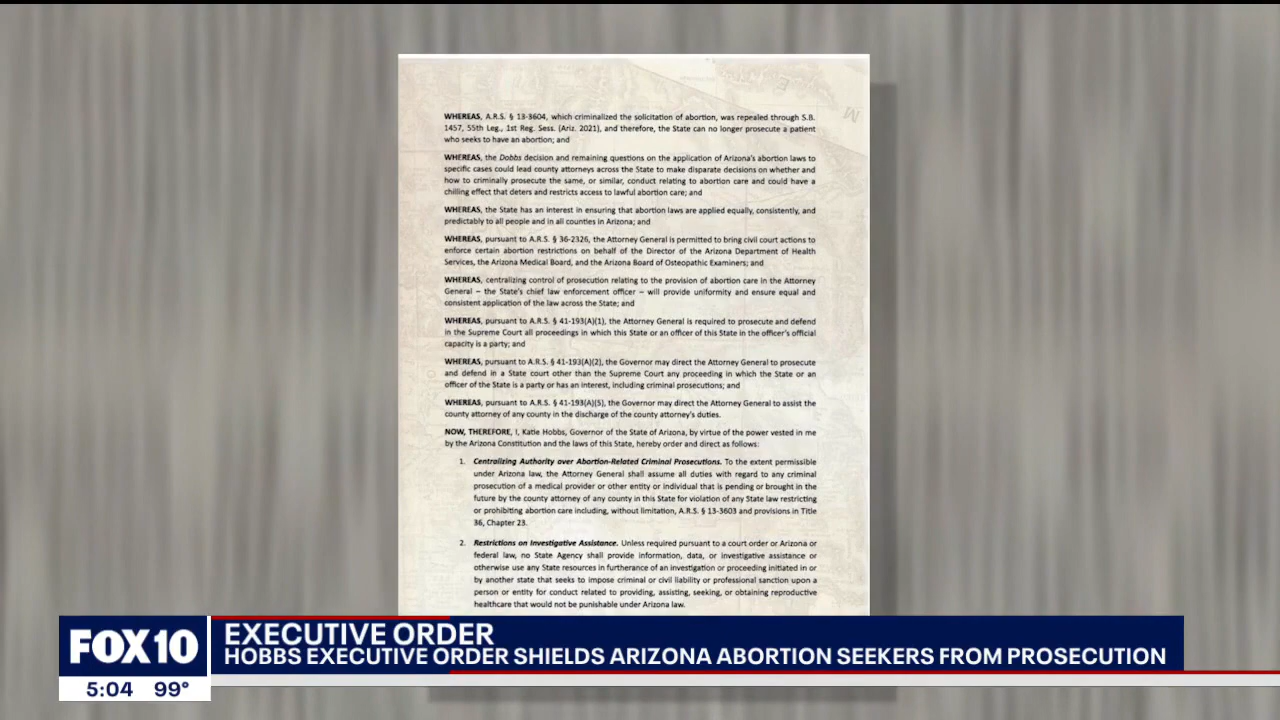 WHEREAS, A.R.S. § 13-3604, which criminalized the solicitation of abortion, was repealed through S.B.
1457, 55th Leg., 1st Reg. Sess. (Ariz. 2021), and therefore, the State can no longer prosecute a patient
who seeks to have an abortion; and
WHEREAS, the Dobbs decision and remaining questions on the application of Arizona's abortion laws to
specific cases could lead county attorneys across the State to make disparate decisions on whether and
how to criminally prosecute the same, or similar, conduct relating to abortion care and could have a
chilling effect that deters and restricts access to lawful abortion care; and
WHEREAS, the State has an interest in ensuring that abortion laws are applied equally, consistently, and
predictably to all people and in all counties in Arizona; and
WHEREAS, pursuant to A.R.S. § 36-2326, the Attorney General is permitted to bring civil court actions to
enforce certain abortion restrictions on behalf of the Director of the Arizona Department of Health
Services, the Arizona Medical Board, and the Arizona Board of Osteopathic Examiners; and
WHEREAS, centralizing control of prosecution relating to the provision of abortion care in the Attorney
General – the State's chief law enforcement officer – will provide uniformity and ensure equal and
consistent application of the law across the State; and
WHEREAS, pursuant to A.R.S. § 41-193(A)(1), the Attorney General is required to prosecute and defend
in the Supreme Court all proceedings in which this State or an officer of this State in the officer's official
capacity is a party; and
WHEREAS, pursuant to A.R.S. § 41-193(A)(2), the Governor may direct the Attorney General to prosecute
and defend in a State court other than the Supreme Court any proceeding in which the State or an
officer of the State is a party or has an interest, including criminal prosecutions; and
WHEREAS, pursuant to A.R.S. § 41-193(A)(5), the Governor may direct the Attorney General to assist the
county attorney of any county in the discharge of the county attorney's duties.
NOW, THEREFORE, I, Katie Hobbs, Governor of the State of Arizona, by virtue of the power vested in me
by the Arizona Constitution and the laws of this State, hereby order and direct as follows:
1. Centralizing Authority over Abortion-Related Criminal Prosecutions. To the extent permissible
under Arizona law, the Attorney General shall assume all duties with regard to any criminal
prosecution of a medical provider or other entity or individual that is pending or brought in the
future by the county attorney of any county in this State for violation of any State law restricting
or prohibiting abortion care including, without limitation, A.R.S. § 13-3603 and provisions in Title
36, Chapter 23.
2. Restrictions on Investigative Assistance. Unless required pursuant to a court order or Arizona or
federal law, no State Agency shall provide information, data, or investigative assistance or
otherwise use any State resources in furtherance of an investigation or proceeding initiated in or
by another state that seeks to impose criminal or civil liability or professional sanction upon a
person or entity for conduct related to providing, assisting, seeking, or obtaining reproductive
healthcare that would not be punishable under Arizona law.
FOX10
EXECUTIVE ORDER
HOBBS EXECUTIVE ORDER SHIELDS ARIZONA ABORTION SEEKERS FROM PROSECUTION
5:04 99°